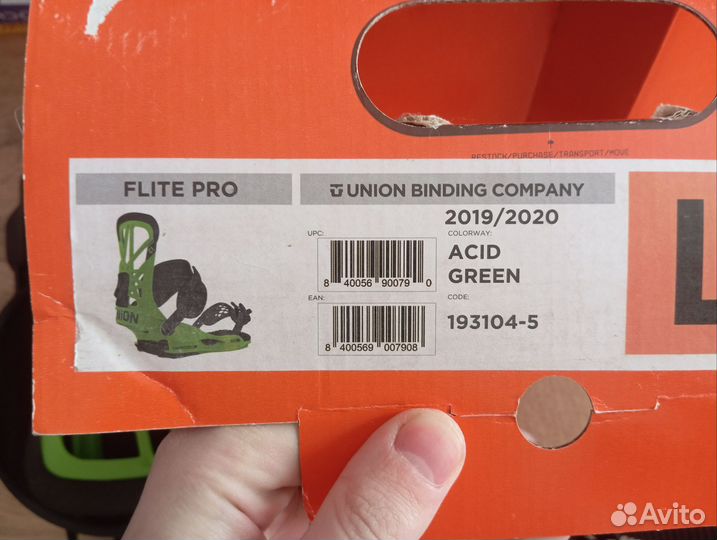 RESTOCK/PURCHASE/TRANSPORT/MOVE
FLITE PRO
UNION BINDING COMPANY
2019/2020
UPC:
COLORWAY:
8 40056 90079 0
ACID
GREEN
EAN:
CODE:
8 400569 007908
193104-5
L
UNION
Avito